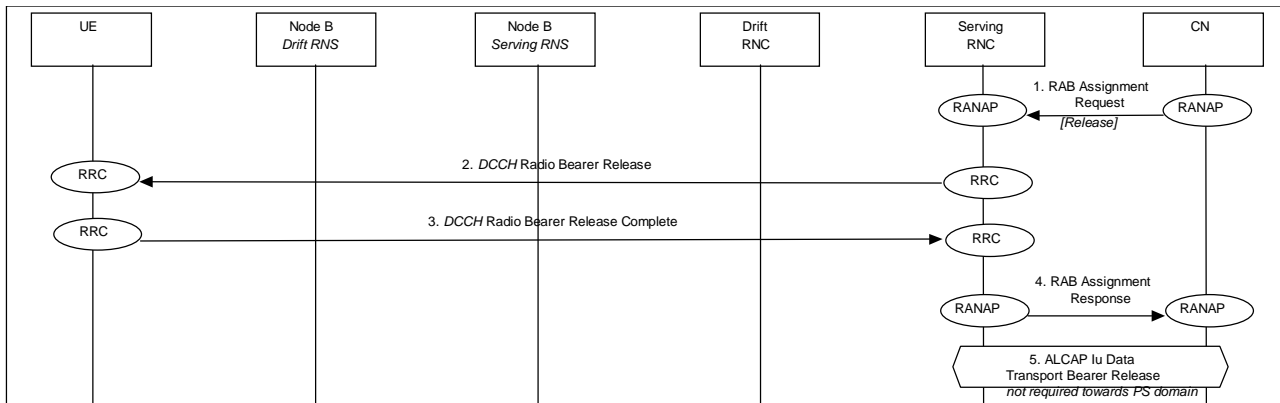 UE
Node B
Drift RNS
Node B
Serving RNS
Drift
RNC
Serving
RNC
CN
1. RAB Assignment
Request
[Release]
RANAP
RANAP
2. DCCH Radio Bearer Release
RRC
RRC
3. DCCH Radio Bearer Release Complete
RRC
RRC
4. RAB Assignment
Response
RANAP
RANAP
5. ALCAP Iu Data
Transport Bearer Release
not required towards PS domain